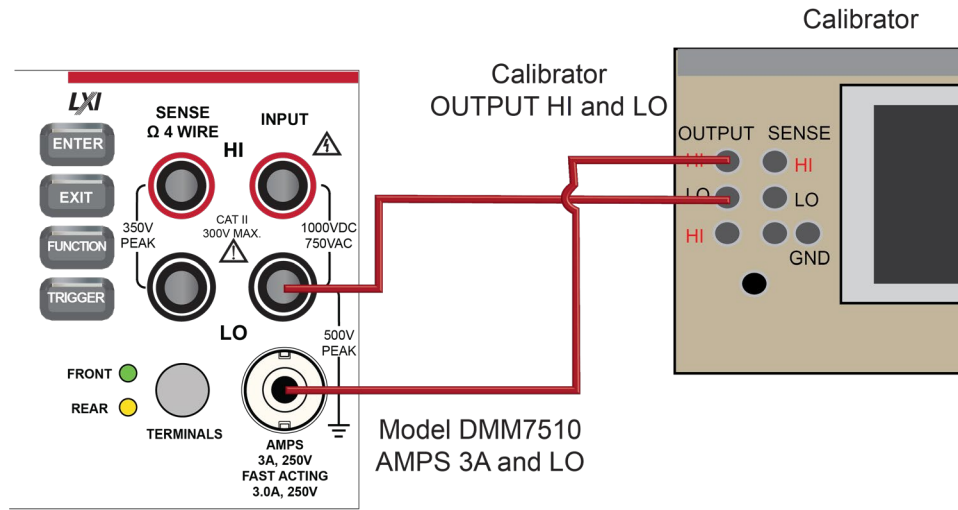 Calibrator
Calibrator
OUTPUT HI and LO
LXI
ENTER
EXIT
FUNCTION
TRIGGER
SENSE
Ω 4 WIRE
INPUT
HI
350V
PEAK
CAT II
300V MAX.
1000VDC
750VAC
LO
500V
PEAK
FRONT
REAR
TERMINALS
AMPS
3A, 250V
FAST ACTING
3.0A, 250V
Model DMM7510
AMPS 3A and LO
OUTPUT SENSE
HI HI
LO LO
HI
GND